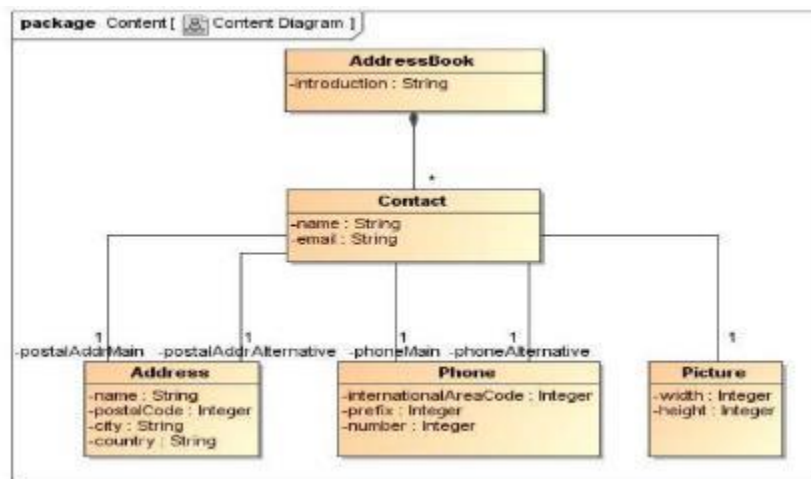 package Content [ Content Diagram ]
AddressBook
-introduction : String
*
Contact
-name : String
-email : String
1 1 1 1 1
-postalAddrMain -postalAddrAlternative -phoneMain -phoneAlternative
Address
-name : String
-postalCode : Integer
-city : String
-country : String
Phone
-internationalAreaCode : Integer
-prefix : Integer
-number : Integer
Picture
-width : Integer
-height : Integer